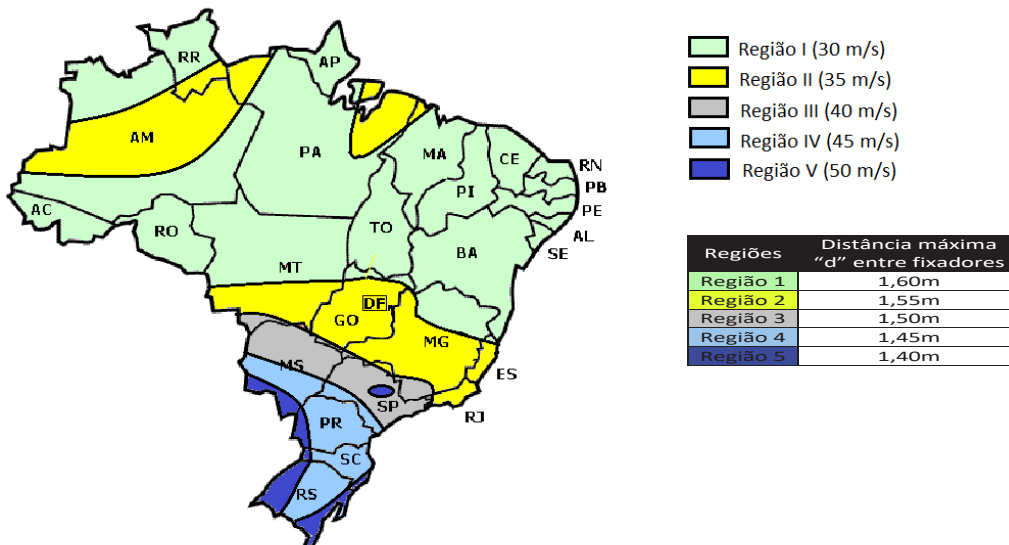 RR
AP
AM
PA
MA
CE
RN
PB
PE
AL
SE
PI
AC
RO
TO
BA
MT
DF
GO
MG
ES
MS
SP
RJ
PR
SC
RS
Região I (30 m/s)
Região II (35 m/s)
Região III (40 m/s)
Região IV (45 m/s)
Região V (50 m/s)
Regiões Distância máxima “d” entre fixadores
Região 1 1,60m
Região 2 1,55m
Região 3 1,50m
Região 4 1,45m
Região 5 1,40m